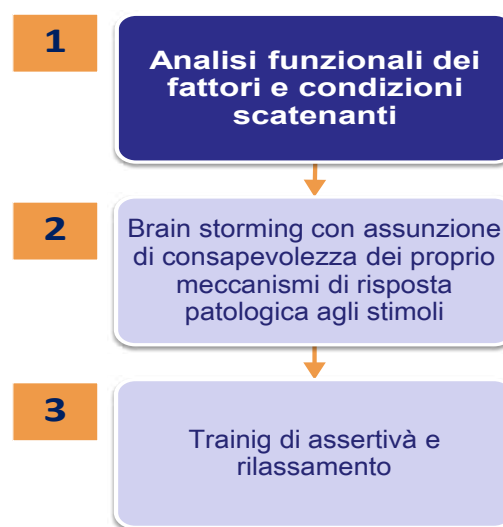 1
Analisi funzionali dei
fattori e condizioni
scatenanti
2
Brain storming con assunzione
di consapevolezza dei proprio
meccanismi di risposta
patologica agli stimoli
3
Trainig di assertivà e
rilassamento